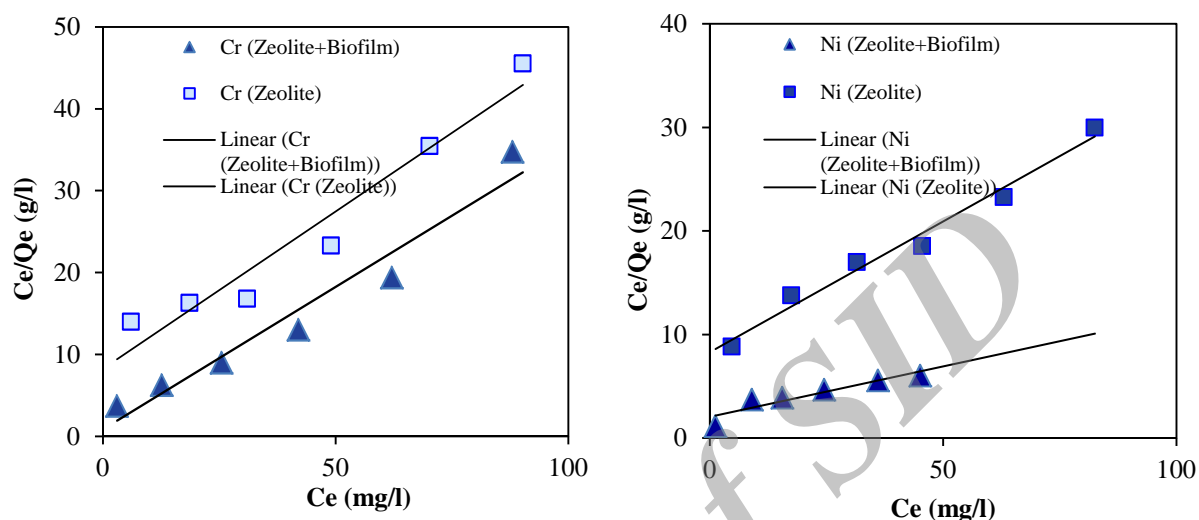 50
40
30
20
10
0
0
50
100
Ce/Qe (g/l)
Ce (mg/l)
Cr (Zeolite+Biofilm)
Cr (Zeolite)
Linear (Cr
(Zeolite+Biofilm))
Linear (Cr (Zeolite))
40
30
20
10
0
0
50
100
Ce/Qe (g/l)
Ce (mg/l)
Ni (Zeolite+Biofilm)
Ni (Zeolite)
Linear (Ni
(Zeolite+Biofilm))
Linear (Ni (Zeolite))
f SID